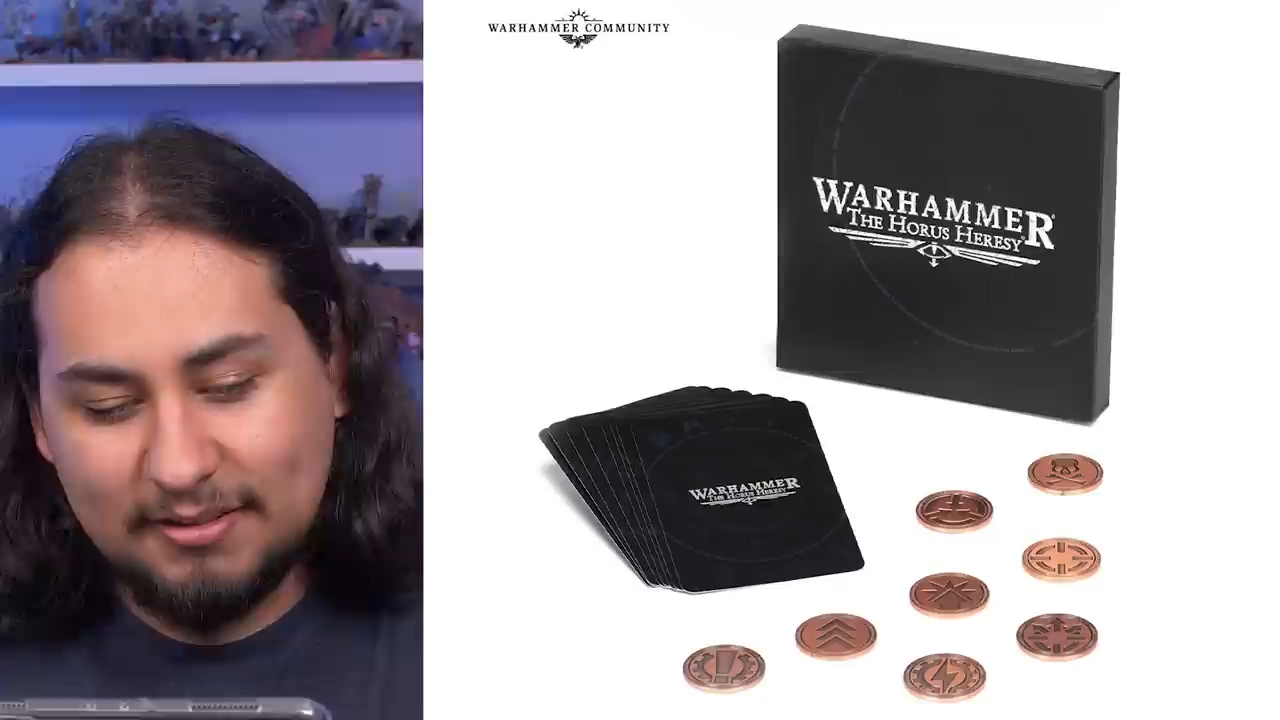 WARHAMMER COMMUNITY
WARHAMMER®
THE HORUS HERESY®
WARHAMMER
THE HORUS HERESY